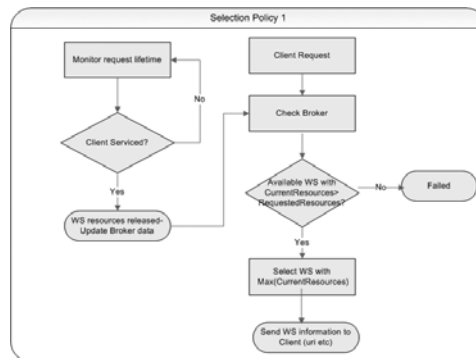 Selection Policy 1
Monitor request lifetime
No
Client Serviced?
Yes
WS resources released-
Update Broker data
Client Request
Check Broker
Available WS with
CurrentResources>
RequestedResources?
No
Failed
Yes
Select WS with
Max(CurrentResources)
Send WS information to
Client (uri etc)